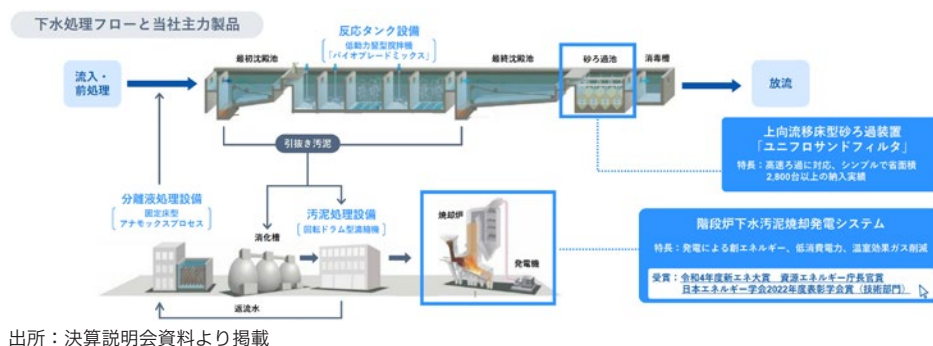 下水処理フローと当社主力製品
反応タンク設備
低動力型撹拌機
「バイオブレードミックス」
最初沈殿池
最終沈殿池
砂ろ過池
消毒槽
流入・
前処理
放流
引抜き汚泥
上向流移床型砂ろ過装置
「ユニフロサンドフィルタ」
特長：高速ろ過に対応、シンプルで省面積
2,800台以上の納入実績
分離液処理設備
固定床型
アナモックスプロセス
消化槽
汚泥処理設備
回転ドラム型濃縮機
焼却炉
発電機
階段炉下水汚泥焼却発電システム
特長：発電による創エネルギー、低消費電力、温室効果ガス削減
受賞：令和4年度新エネ大賞 資源エネルギー庁長官賞
日本エネルギー学会2022年度表彰学会賞（技術部門）
返流水
出所：決算説明会資料より掲載